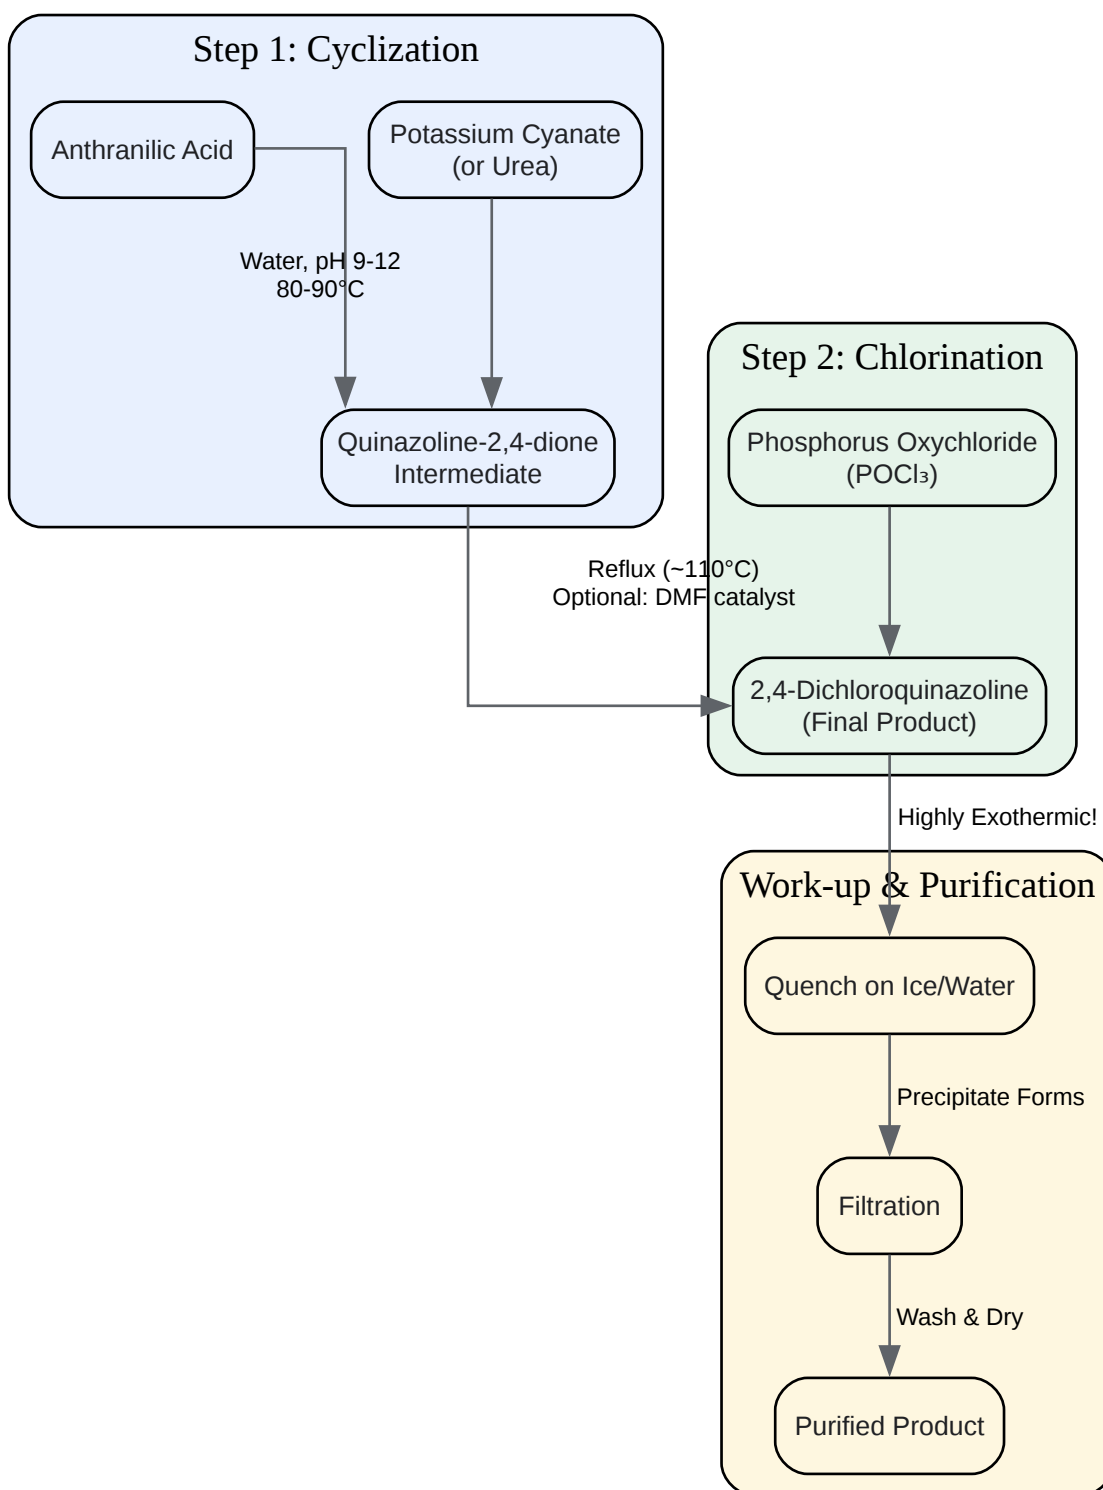 Step 1: Cyclization
Anthranilic Acid
Potassium Cyanate
(or Urea)
Water, pH 9-12
80-90°C
Quinazoline-2,4-dione
Intermediate
Step 2: Chlorination
Phosphorus Oxychloride
(POCl₃)
Reflux (~110°C)
Optional: DMF catalyst
2,4-Dichloroquinazoline
(Final Product)
Highly Exothermic!
Work-up & Purification
Quench on Ice/Water
Precipitate Forms
Filtration
Wash & Dry
Purified Product